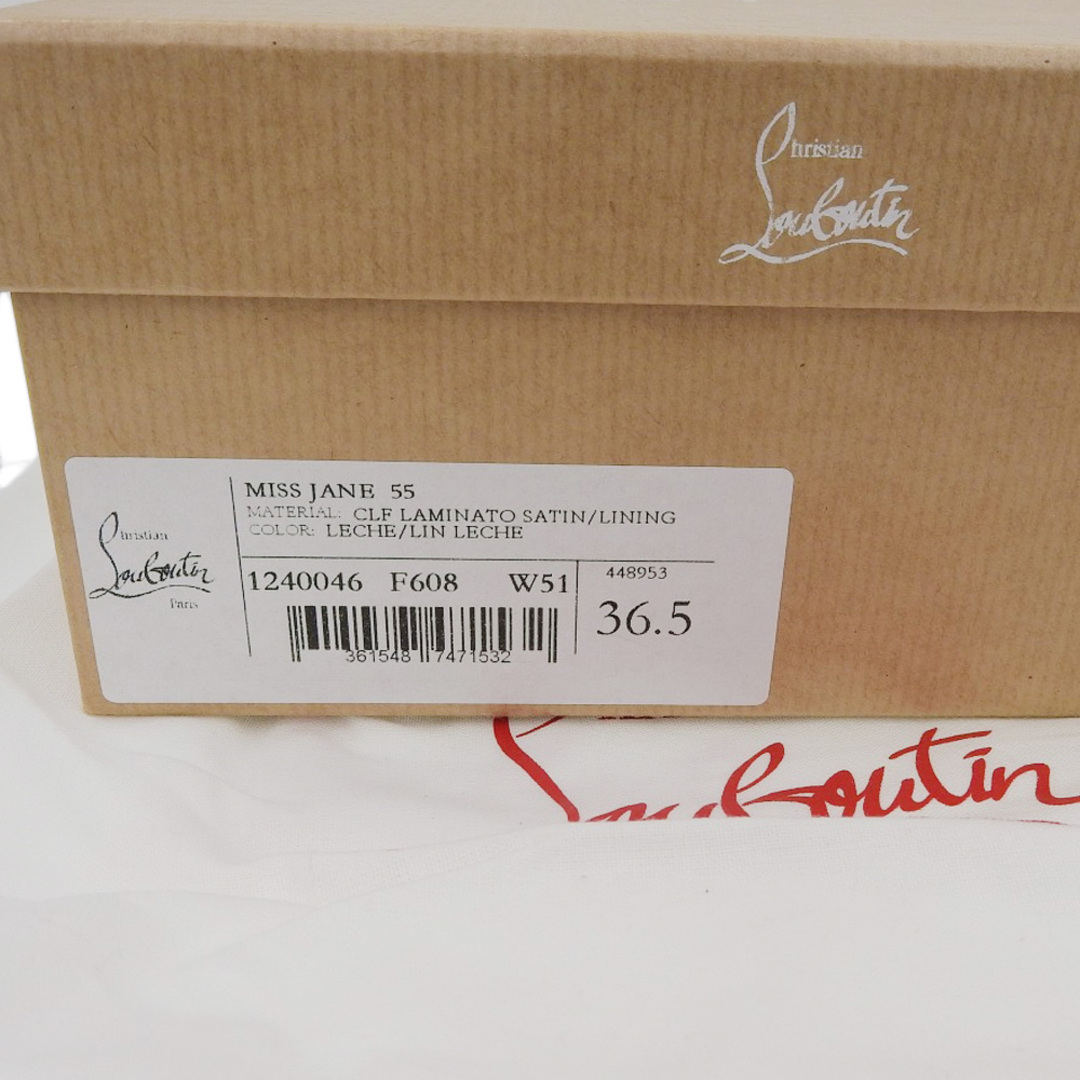 Christian
Louboutin
Christian
Louboutin
Paris
MISS JANE 55
MATERIAL: CLF LAMINATO SATIN/LINING
COLOR: LECHE/LIN LECHE
1240046 F608 W51
448953
36.5
361548 7471532
Louboutin